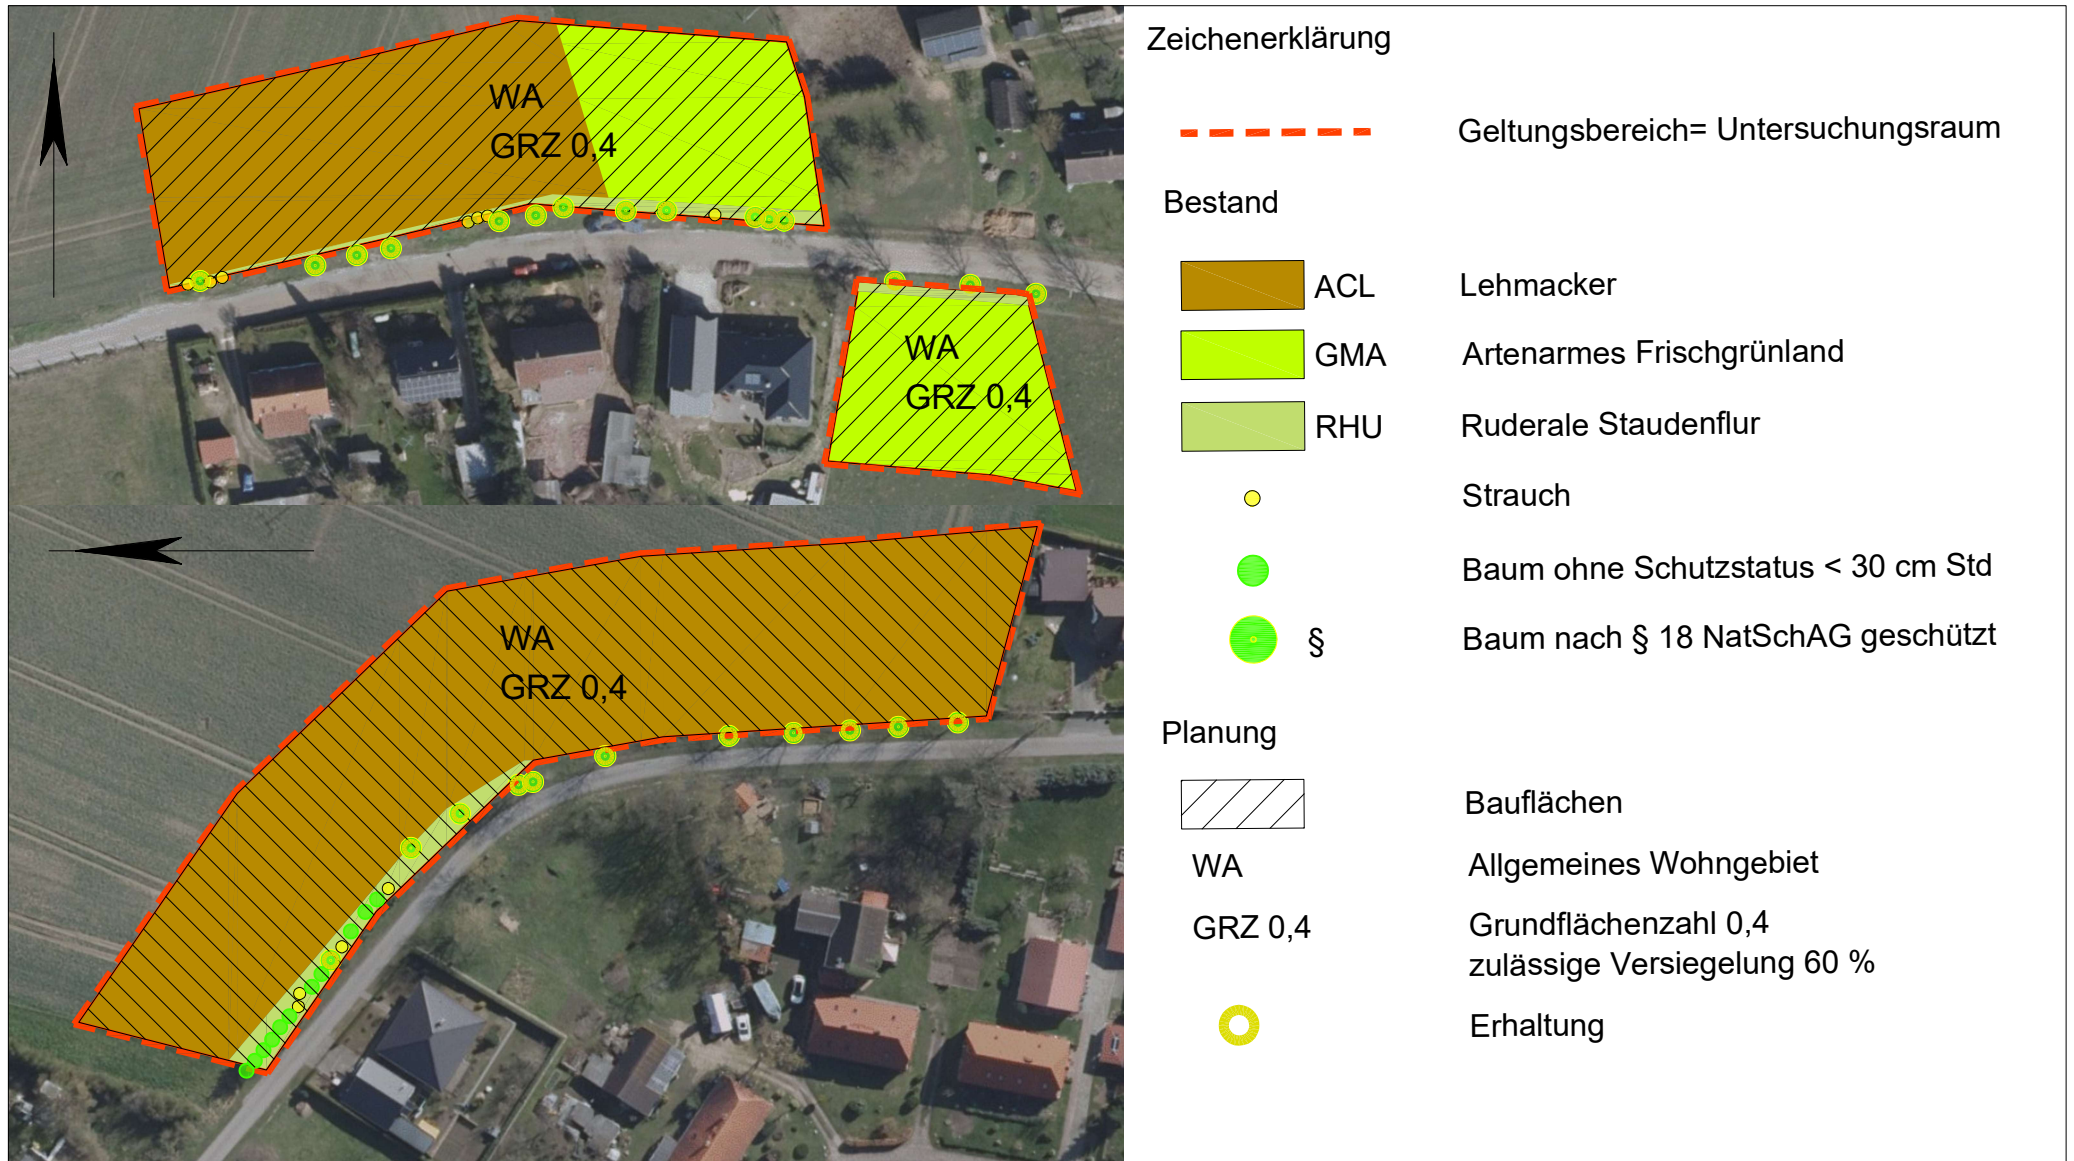 WA
GRZ 0,4
WA
GRZ 0,4
WA
GRZ 0,4
Zeichenerklärung
Geltungsbereich= Untersuchungsraum
Bestand
ACL Lehmacker
GMA Artenarmes Frischgrünland
RHU Ruderale Staudenflur
Strauch
Baum ohne Schutzstatus < 30 cm Std
§ Baum nach § 18 NatSchAG geschützt
Planung
Bauflächen
WA Allgemeines Wohngebiet
GRZ 0,4 Grundflächenzahl 0,4
zulässige Versiegelung 60 %
Erhaltung